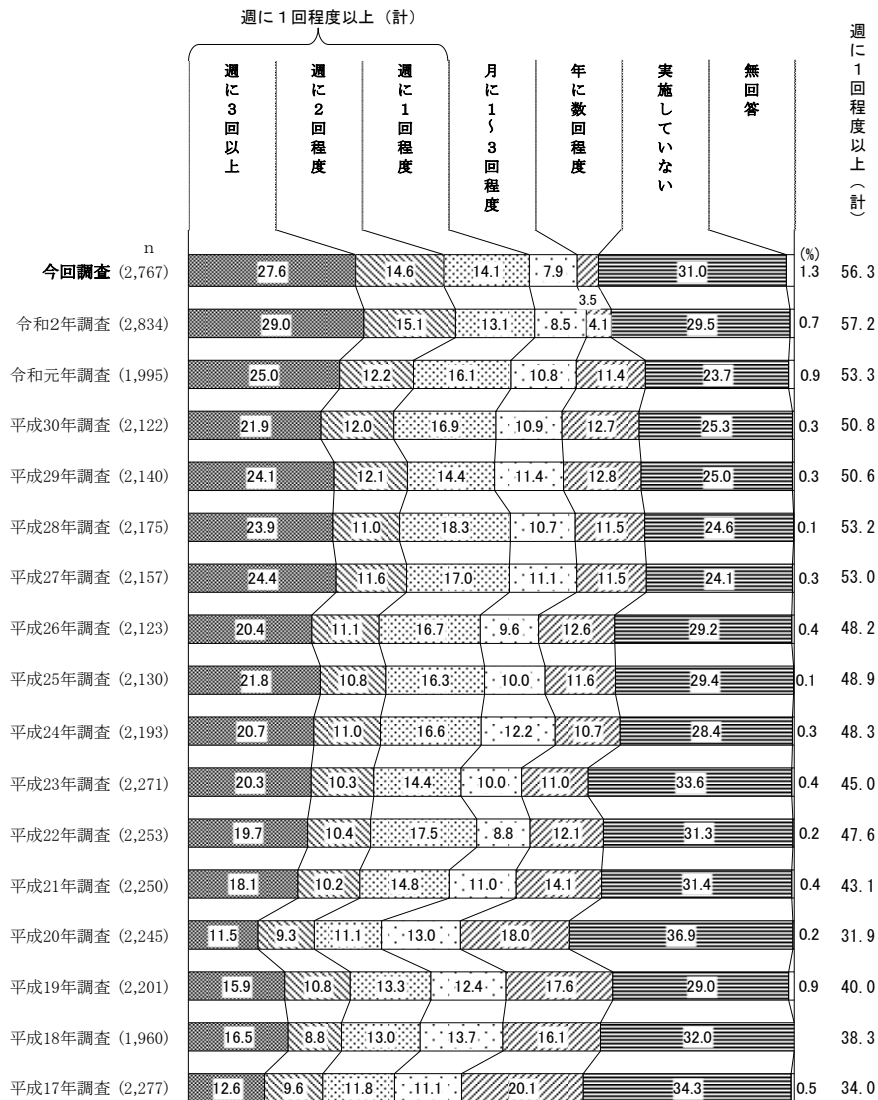 週に１回程度以上（計）
週に３回以上
週に２回程度
週に１回程度
月に１〜３回程度
年に数回程度
実施していない
無回答
週に１回程度以上（計）
n
(%)
今回調査 (2,767) 27.6 14.6 14.1 7.9 3.5 31.0 1.3 56.3
令和2年調査 (2,834) 29.0 15.1 13.1 8.5 4.1 29.5 0.7 57.2
令和元年調査 (1,995) 25.0 12.2 16.1 10.8 11.4 23.7 0.9 53.3
平成30年調査 (2,122) 21.9 12.0 16.9 10.9 12.7 25.3 0.3 50.8
平成29年調査 (2,140) 24.1 12.1 14.4 11.4 12.8 25.0 0.3 50.6
平成28年調査 (2,175) 23.9 11.0 18.3 10.7 11.5 24.6 0.1 53.2
平成27年調査 (2,157) 24.4 11.6 17.0 11.1 11.5 24.1 0.3 53.0
平成26年調査 (2,123) 20.4 11.1 16.7 9.6 12.6 29.2 0.4 48.2
平成25年調査 (2,130) 21.8 10.8 16.3 10.0 11.6 29.4 0.1 48.9
平成24年調査 (2,193) 20.7 11.0 16.6 12.2 10.7 28.4 0.3 48.3
平成23年調査 (2,271) 20.3 10.3 14.4 10.0 11.0 33.6 0.4 45.0
平成22年調査 (2,253) 19.7 10.4 17.5 8.8 12.1 31.3 0.2 47.6
平成21年調査 (2,250) 18.1 10.2 14.8 11.0 14.1 31.4 0.4 43.1
平成20年調査 (2,245) 11.5 9.3 11.1 13.0 18.0 36.9 0.2 31.9
平成19年調査 (2,201) 15.9 10.8 13.3 12.4 17.6 29.0 0.9 40.0
平成18年調査 (1,960) 16.5 8.8 13.0 13.7 16.1 32.0 38.3
平成17年調査 (2,277) 12.6 9.6 11.8 11.1 20.1 34.3 0.5 34.0